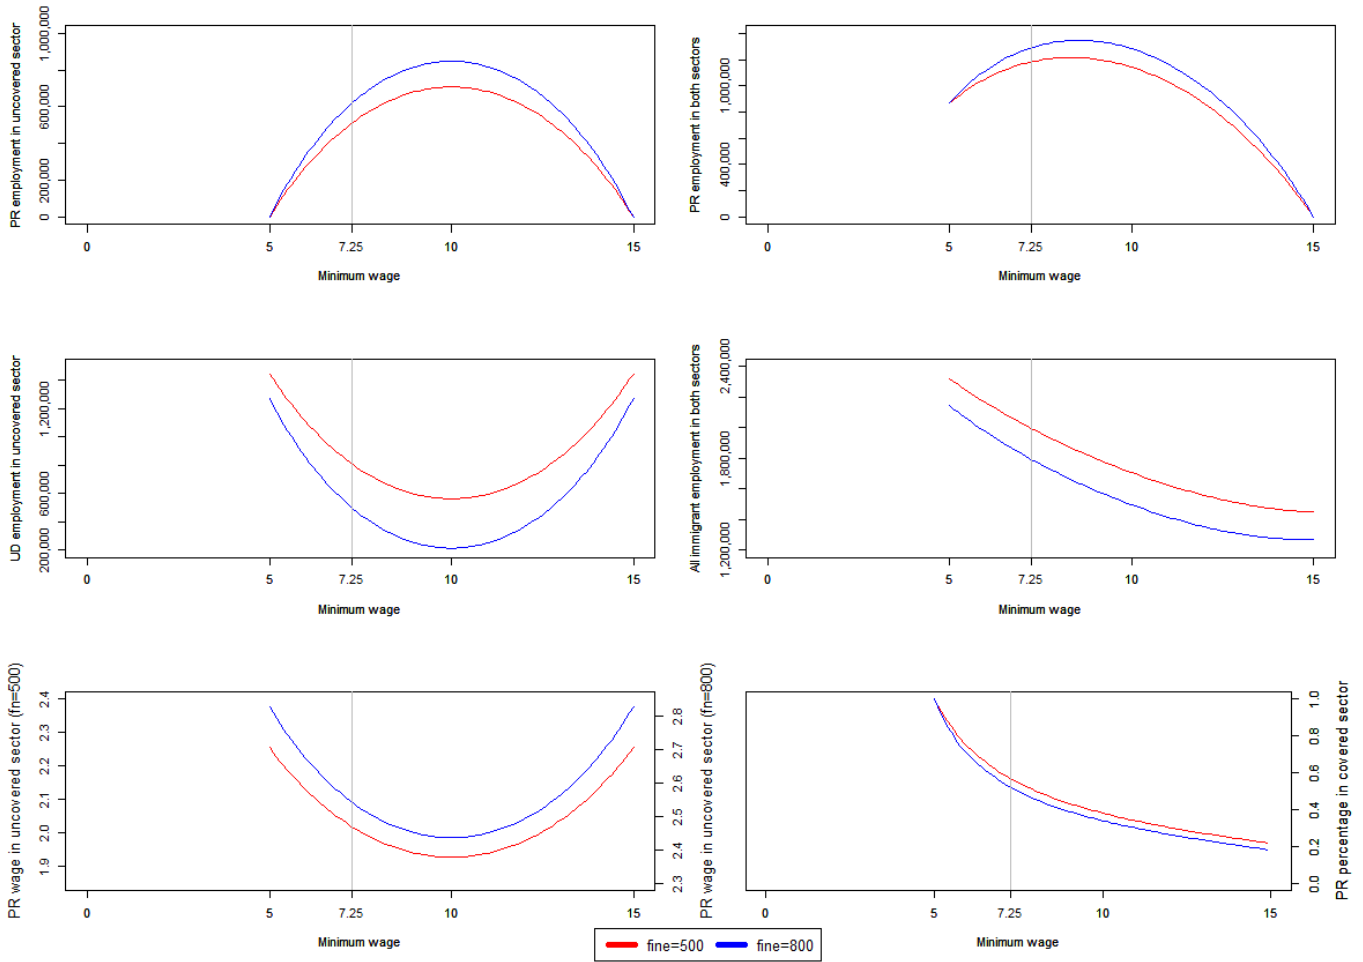 PR employment in uncovered sector
1,000,000
600,000
200,000
0
0 5 7.25 10 15
Minimum wage
PR employment in both sectors
1,000,000
400,000
0
0 5 7.25 10 15
Minimum wage
UD employment in uncovered sector
1,200,000
600,000
200,000
0 5 7.25 10 15
Minimum wage
All immigrant employment in both sectors
2,400,000
1,800,000
1,200,000
0 5 7.25 10 15
Minimum wage
PR wage in uncovered sector (fn=500)
2.4
2.3
2.2
2.1
2.0
1.9
2.8
2.7
2.6
2.5
2.4
2.3
PR wage in uncovered sector (fn=800)
0 5 7.25 10 15
Minimum wage
1.0
0.8
0.6
0.4
0.2
0.0
PR percentage in covered sector
0 5 7.25 10 15
Minimum wage
fine=500 fine=800